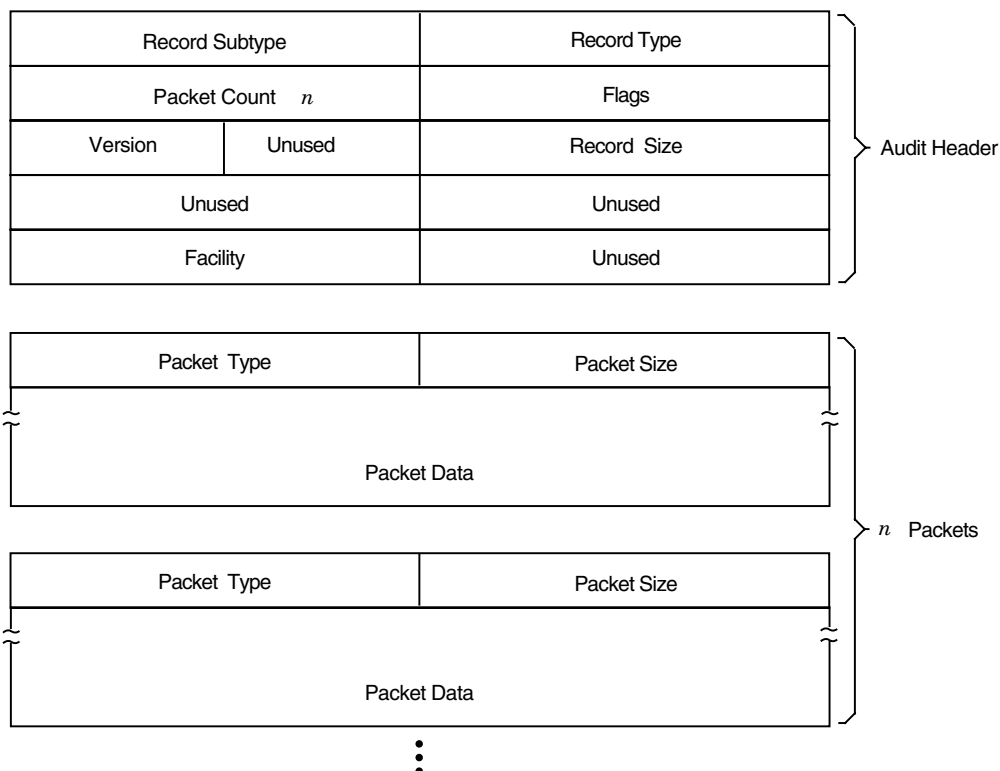 Record Subtype Record Type
Packet Count n Flags
Version Unused Record Size
Audit Header
Unused Unused
Facility Unused
Packet Type Packet Size
Packet Data
n Packets
Packet Type Packet Size
Packet Data